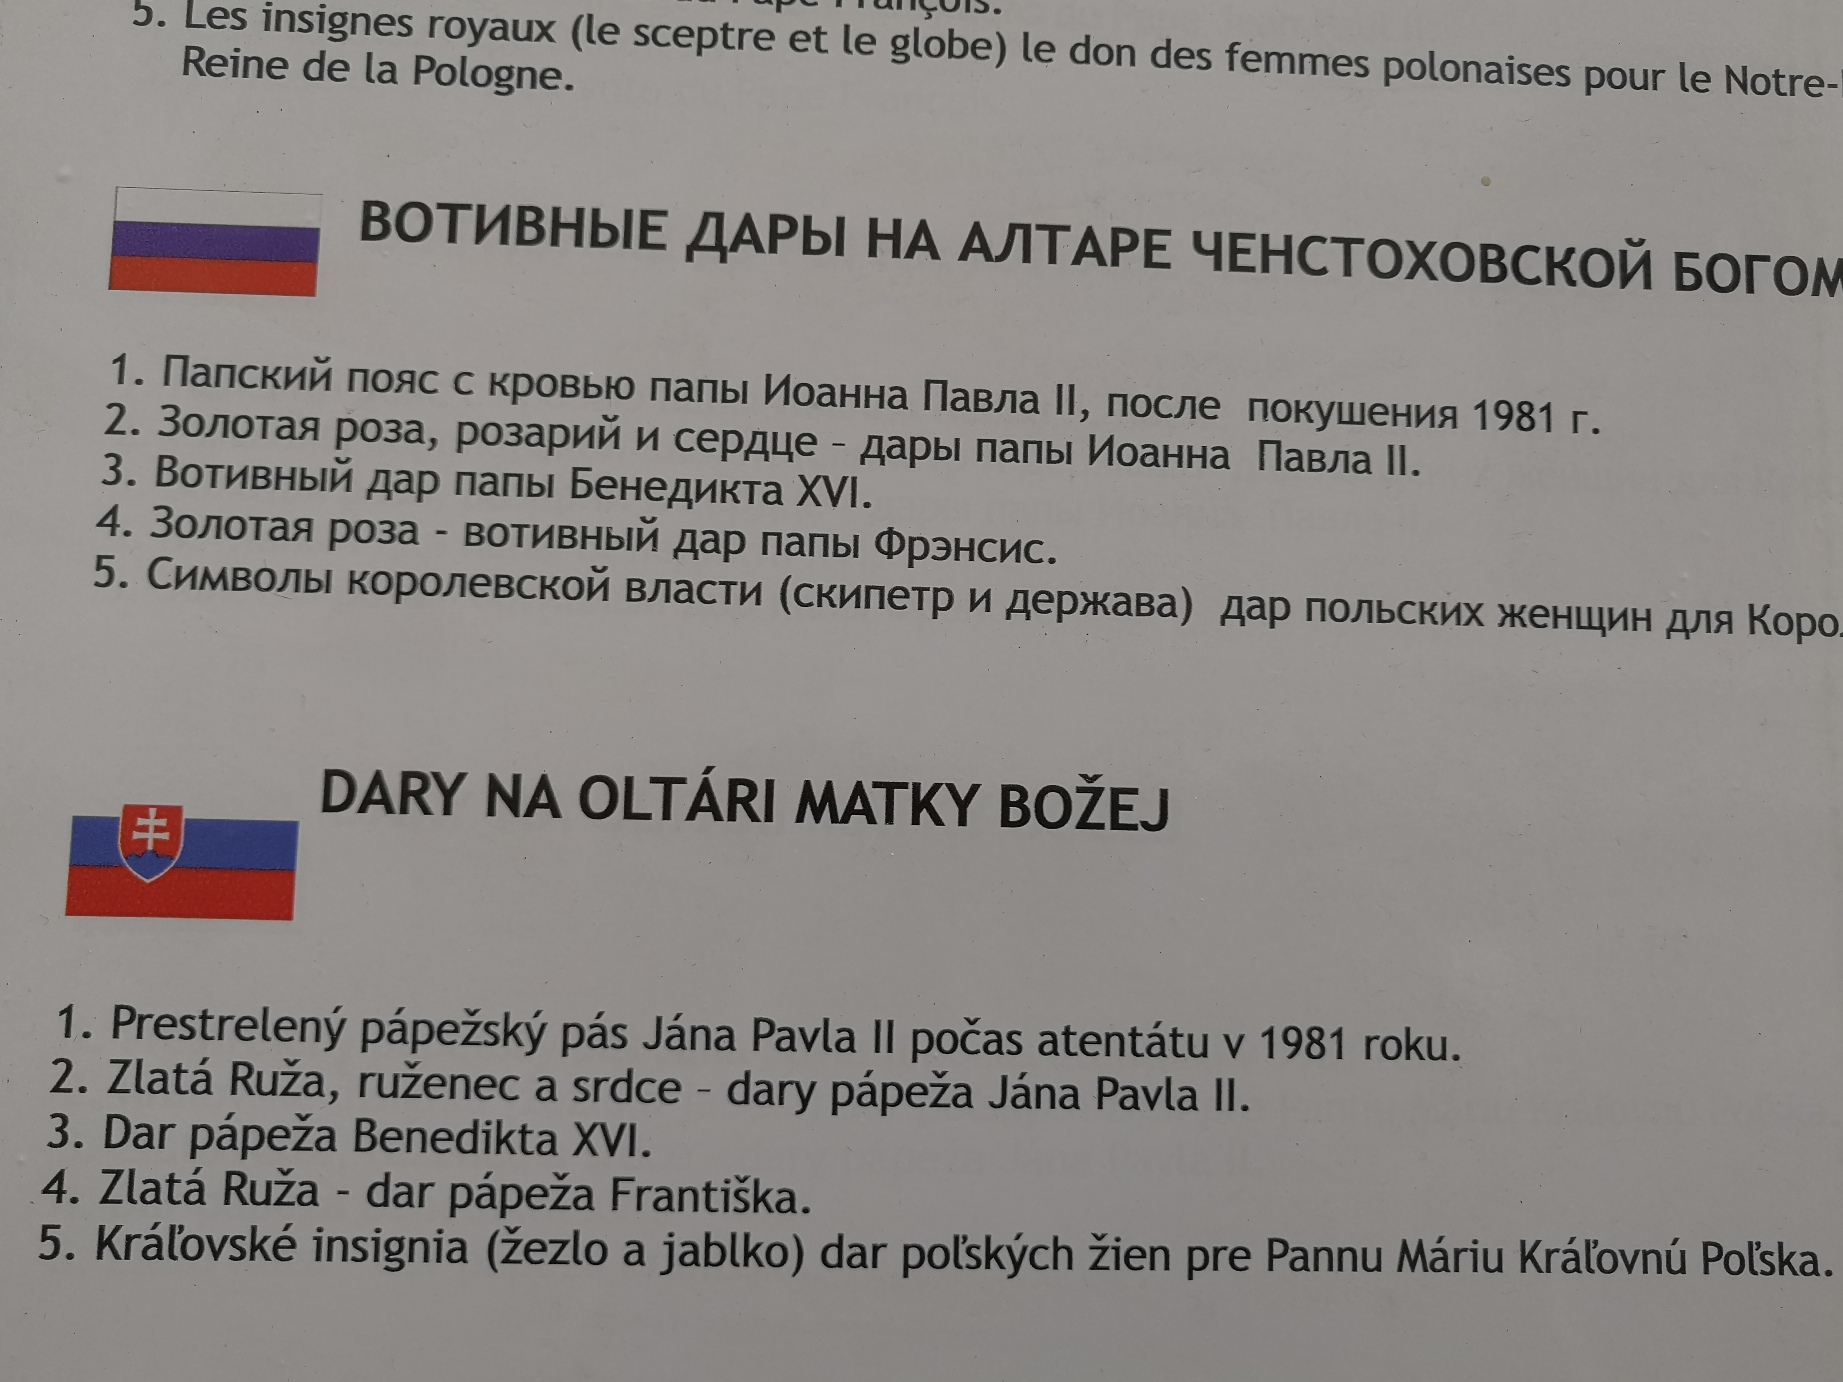 5. Les insignes royaux (le sceptre et le globe) le don des femmes polonaises pour le Notre-
Reine de la Pologne.
ВОТИВНЫЕ ДАРЫ НА АЛТАРЕ ЧЕНСТОХОВСКОЙ
1. Папский пояс с кровью папы Иоанна Павла II, после покушения 1981 г.
2. Золотая роза, розарий и сердце - дары папы Иоанна Павла II.
3. Вотивный дар папы Бенедикта XVI.
4. Золотая роза - вотивный дар папы Фрэнсис.
5. Символы королевской власти (скипетр и держава) дар польских женщин для
DARY NA OLTÁRI MATKY BOŽEJ
1. Prestrelený pápežský pás Jána Pavla II počas atentátu v 1981 roku.
2. Zlatá Ruža, ruženec a srdce - dary pápeža Jána Pavla II.
3. Dar pápeža Benedikta XVI.
4. Zlatá Ruža - dar pápeža Františka.
5. Kráľovské insignia (žezlo a jablko) dar poľských žien pre Pannu Máriu Kráľovnú Poľska.